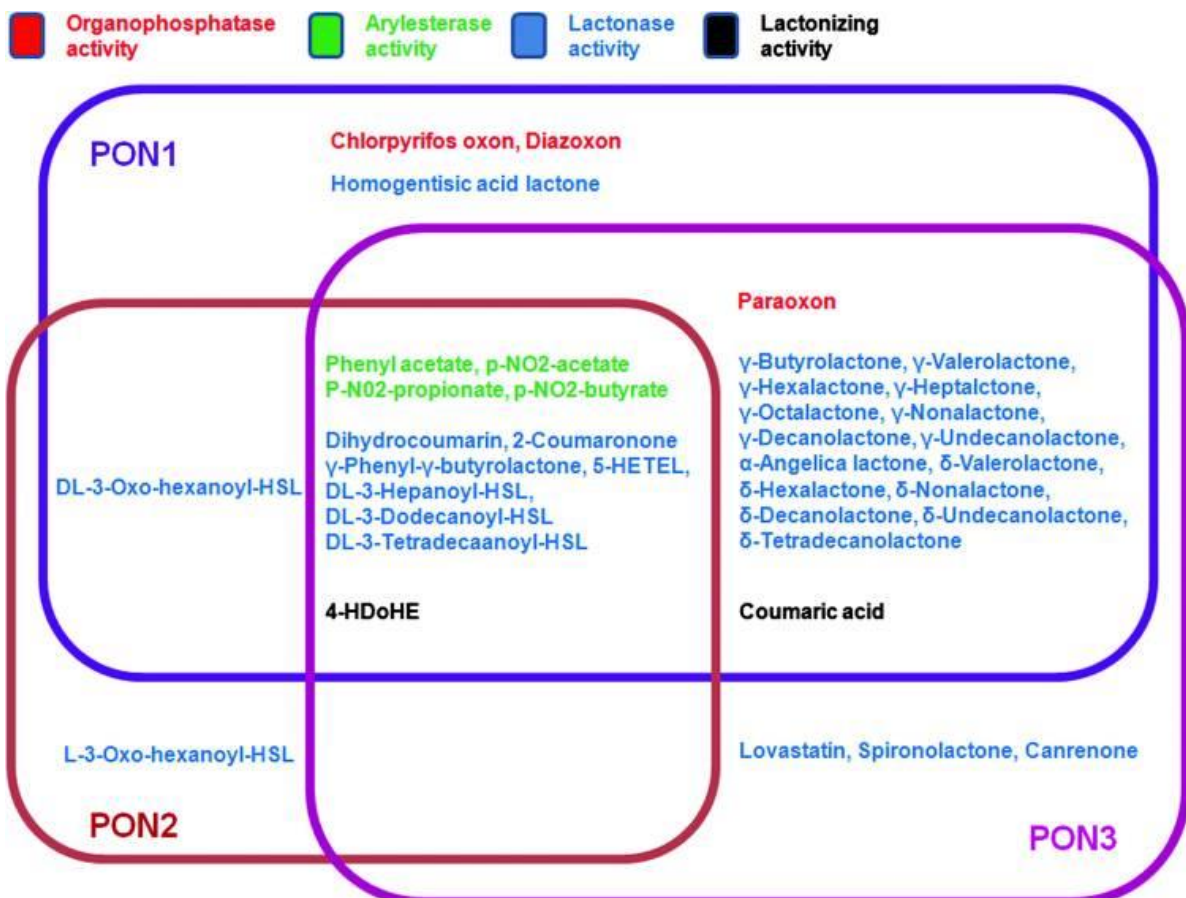 Organophosphatase
activity
Arylesterase
activity
Lactonase
activity
Lactonizing
activity
PON1
Chlorpyrifos oxon, Diazoxon
Homogentisic acid lactone
Paraoxon
Phenyl acetate, p-NO2-acetate
P-N02-propionate, p-NO2-butyrate
Dihydrocoumarin, 2-Coumaronone
γ-Phenyl-γ-butyrolactone, 5-HETEL,
DL-3-Hepanoyl-HSL,
DL-3-Dodecanoyl-HSL
DL-3-Tetradecaanoyl-HSL
DL-3-Oxo-hexanoyl-HSL
γ-Butyrolactone, γ-Valerolactone,
γ-Hexalactone, γ-Heptalctone,
γ-Octalactone, γ-Nonalactone,
γ-Decanolactone, γ-Undecanolactone,
α-Angelica lactone, δ-Valerolactone,
δ-Hexalactone, δ-Nonalactone,
δ-Decanolactone, δ-Undecanolactone,
δ-Tetradecanolactone
4-HDoHE
Coumaric acid
L-3-Oxo-hexanoyl-HSL
Lovastatin, Spironolactone, Canrenone
PON2
PON3